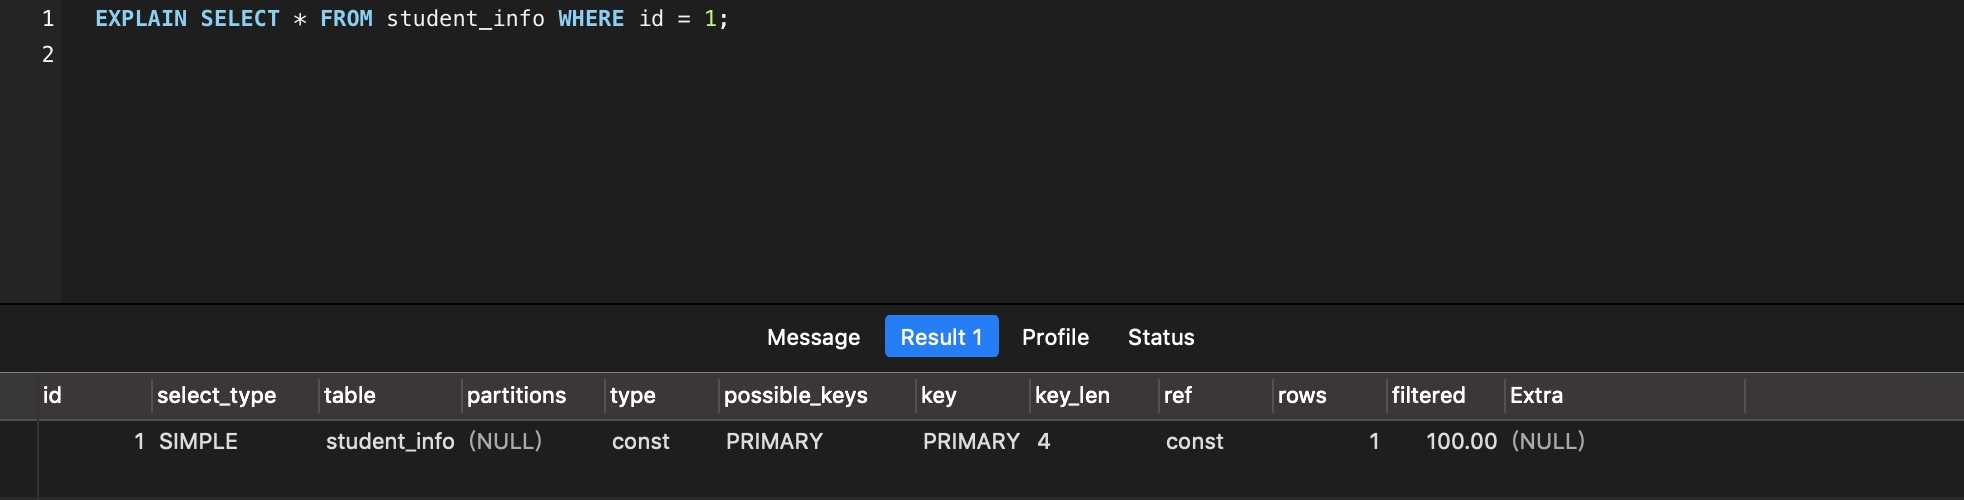 1 EXPLAIN SELECT * FROM student_info WHERE id = 1;
2
Message Result 1 Profile Status
id select_type table partitions type possible_keys key key_len ref rows filtered Extra
1 SIMPLE student_info (NULL) const PRIMARY PRIMARY 4 const 1 100.00 (NULL)